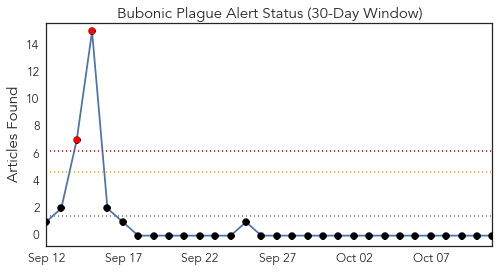 Bubonic Plague Alert Status (30-Day Window)
Articles Found
14
12
10
8
6
4
2
0
Sep 12
Sep 17
Sep 22
Sep 27
Oct 02
Oct 07